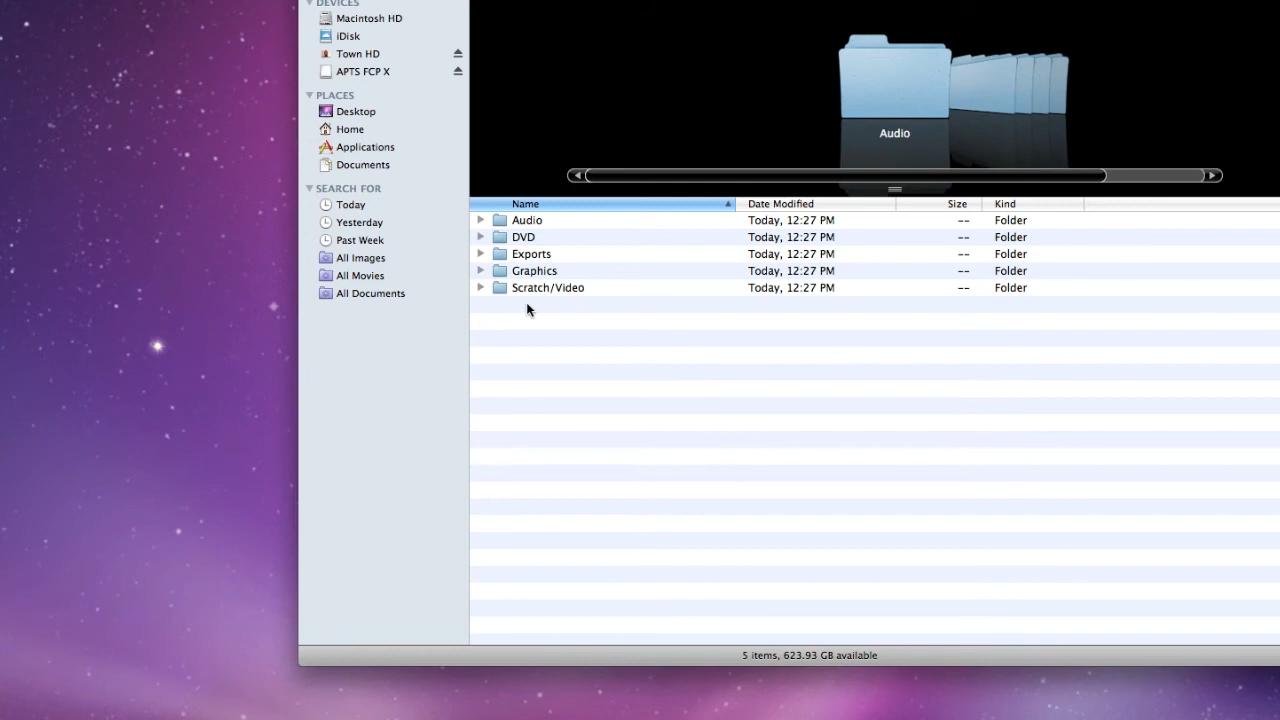 DEVICES
Macintosh HD
iDisk
Town HD
APTS FCP X
PLACES
Desktop
Home
Applications
Documents
SEARCH FOR
Today
Yesterday
Past Week
All Images
All Movies
All Documents
Audio
Name Date Modified Size Kind
Audio Today, 12:27 PM -- Folder
DVD Today, 12:27 PM -- Folder
Exports Today, 12:27 PM -- Folder
Graphics Today, 12:27 PM -- Folder
Scratch/Video Today, 12:27 PM -- Folder
5 items, 623.93 GB available